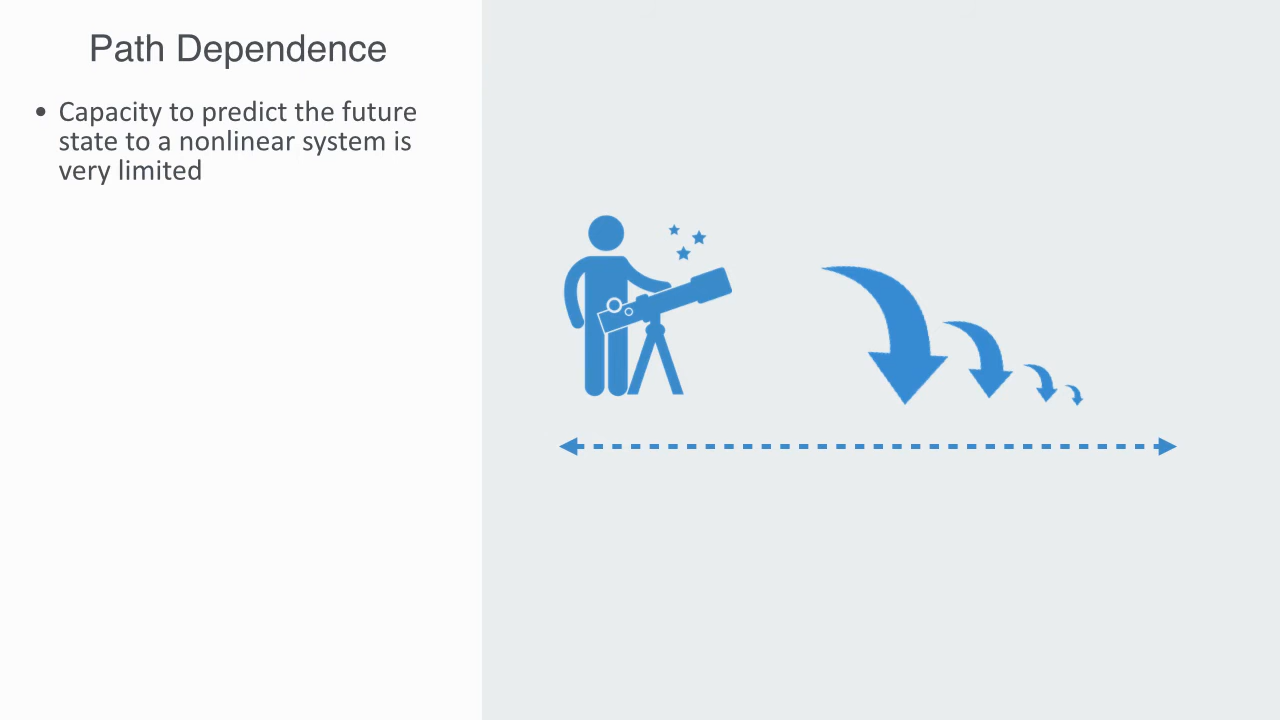 Path Dependence
• Capacity to predict the future
state to a nonlinear system is
very limited